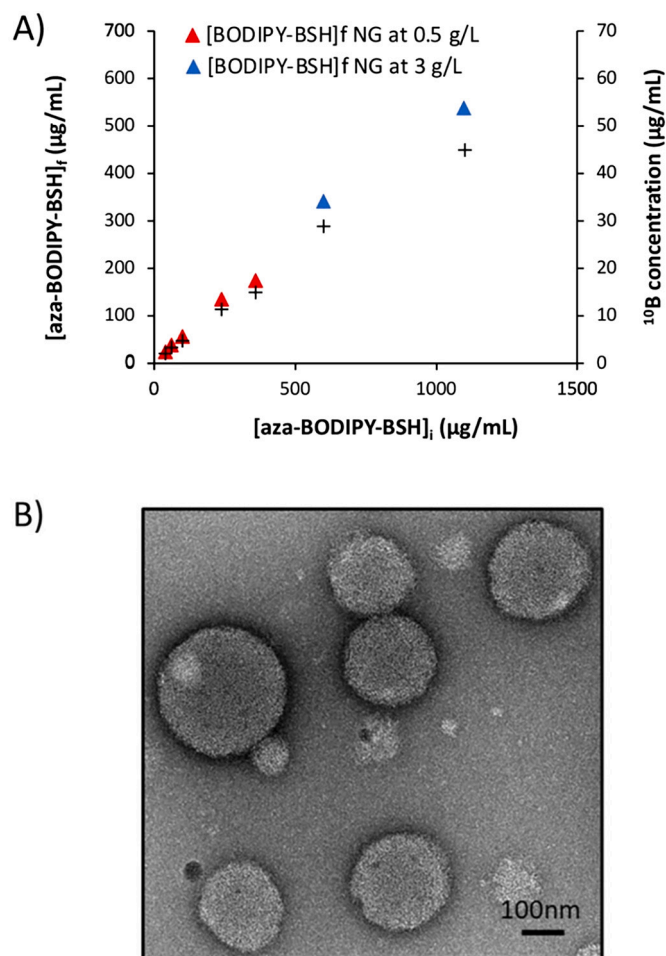 A)
[BODIPY-BSH]f NG at 0.5 g/L
[BODIPY-BSH]f NG at 3 g/L
[aza-BODIPY-BSH]f (µg/mL)
700
600
500
400
300
200
100
0
70
60
50
40
30
20
10
0
¹⁰B concentration (µg/mL)
0
500
1000
1500
[aza-BODIPY-BSH]i (µg/mL)
B)
100nm